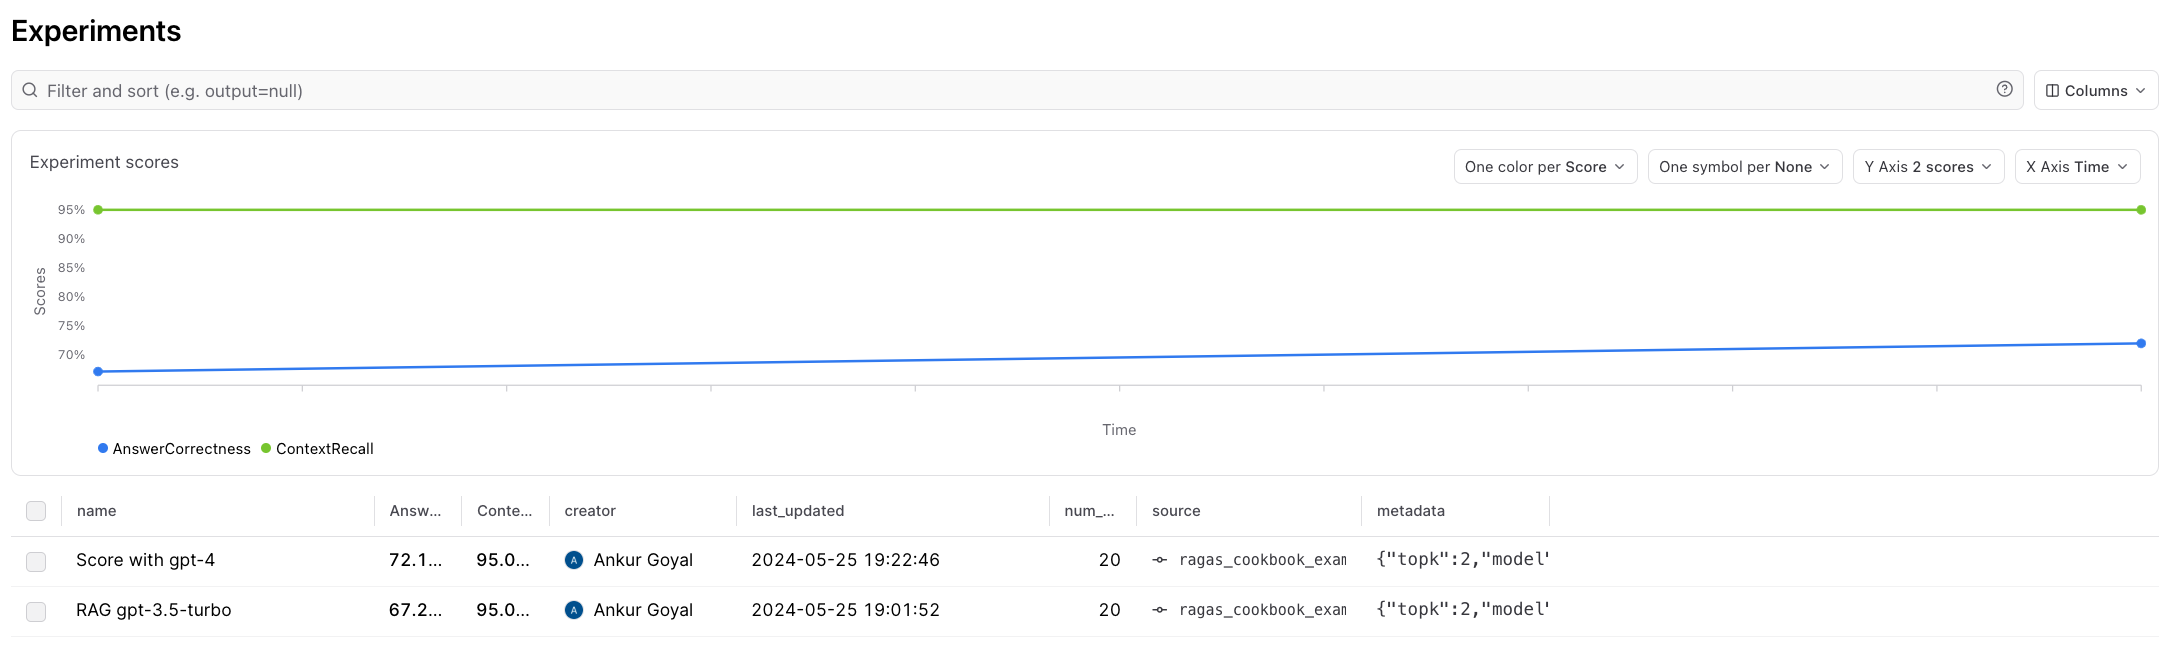 Experiments
Filter and sort (e.g. output=null)
Columns
Experiment scores
One color per Score
One symbol per None
Y Axis 2 scores
X Axis Time
95%
90%
85%
80%
75%
70%
Scores
Time
AnswerCorrectness ContextRecall
name Answ... Conte... creator last_updated num_... source metadata
Score with gpt-4 72.1... 95.0... A Ankur Goyal 2024-05-25 19:22:46 20 ragas_cookbook_exam {"topk":2,"model"
RAG gpt-3.5-turbo 67.2... 95.0... A Ankur Goyal 2024-05-25 19:01:52 20 ragas_cookbook_exam {"topk":2,"model"